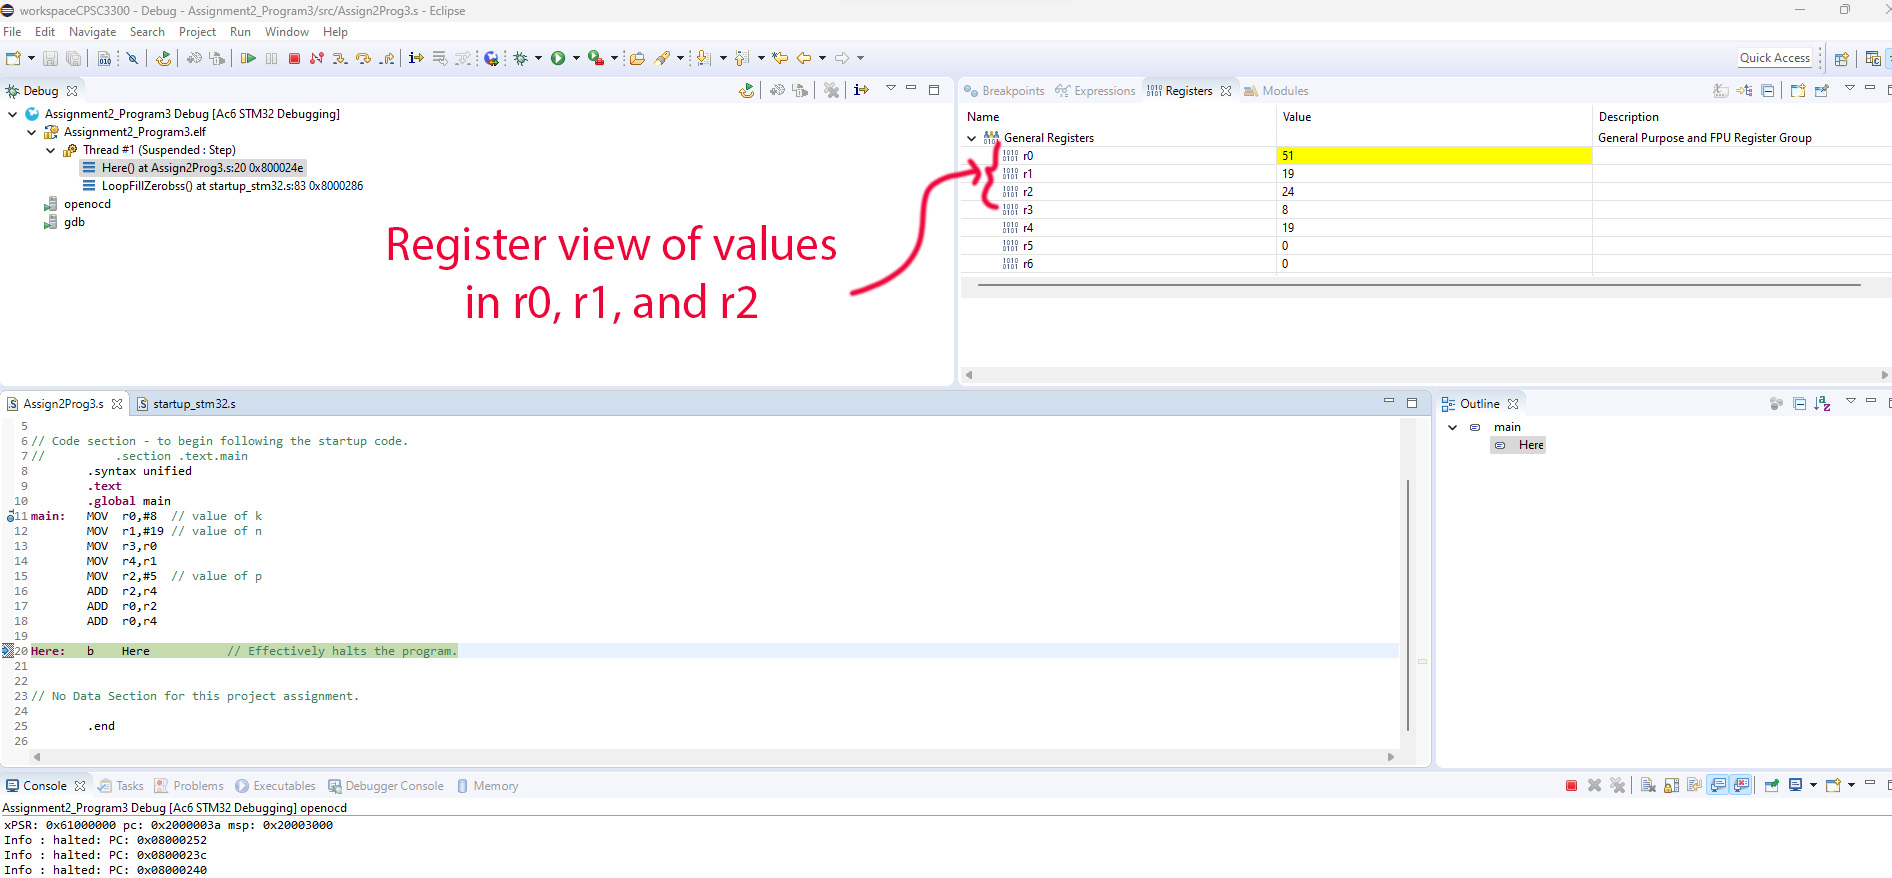 workspaceCPSC3300 - Debug - Assignment2_Program3/src/Assign2Prog3.s - Eclipse
File Edit Navigate Search Project Run Window Help
Quick Access
Debug
Breakpoints Expressions Registers Modules
Assignment2_Program3 Debug [Ac6 STM32 Debugging]
Assignment2_Program3.elf
Thread #1 (Suspended : Step)
Here() at Assign2Prog3.s:20 0x800024e
LoopFillZerobss() at startup_stm32.s:83 0x8000286
openocd
gdb
Name Value Description
General Registers General Purpose and FPU Register Group
r0 51
r1 19
r2 24
r3 8
r4 19
r5 0
r6 0
Register view of values
in r0, r1, and r2
Assign2Prog3.s startup_stm32.s
5
6 // Code section - to begin following the startup code.
7 // .section .text.main
8 .syntax unified
9 .text
10 .global main
11 main: MOV r0,#8 // value of k
12 MOV r1,#19 // value of n
13 MOV r3,r0
14 MOV r4,r1
15 MOV r2,#5 // value of p
16 ADD r2,r4
17 ADD r0,r2
18 ADD r0,r4
19
20 Here: b Here // Effectively halts the program.
21
22
23 // No Data Section for this project assignment.
24
25 .end
26
Outline
main
Here
Console Tasks Problems Executables Debugger Console Memory
Assignment2_Program3 Debug [Ac6 STM32 Debugging] openocd
xPSR: 0x61000000 pc: 0x2000003a msp: 0x20003000
Info : halted: PC: 0x08000252
Info : halted: PC: 0x0800023c
Info : halted: PC: 0x08000240